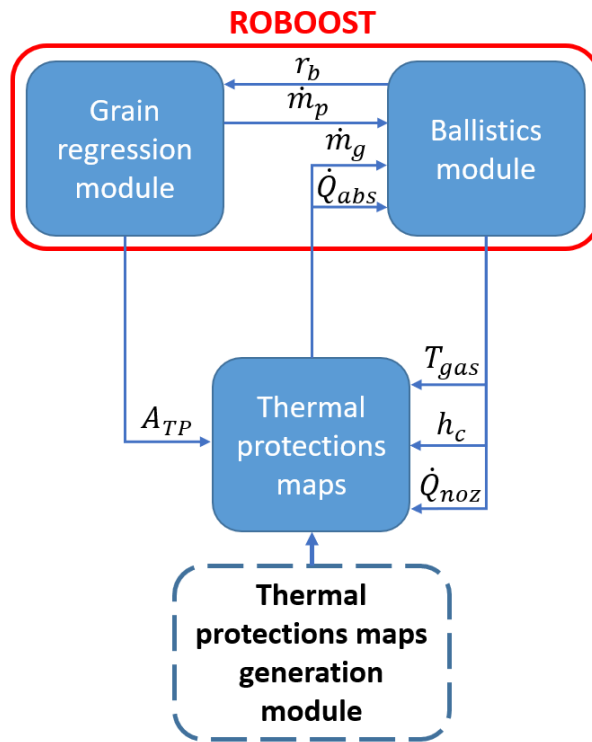 ROBOOST
Grain
regression
module
r_b
ṁ_p
ṁ_g
Q̇_abs
Ballistics
module
A_TP
Thermal
protections
maps
T_gas
h_c
Q̇_noz
Thermal
protections maps
generation
module